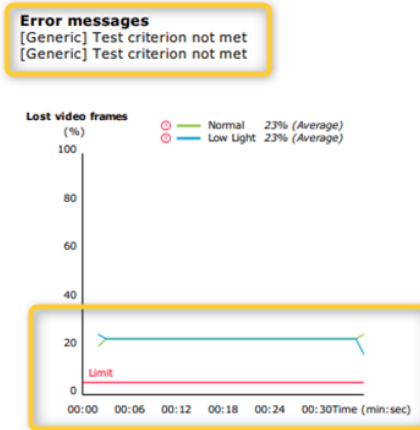 Error messages
[Generic] Test criterion not met
[Generic] Test criterion not met
Lost video frames
(%)
Normal 23% (Average)
Low Light 23% (Average)
100
80
60
40
20
Limit
0
00:00 00:06 00:12 00:18 00:24 00:30Time (min:sec)